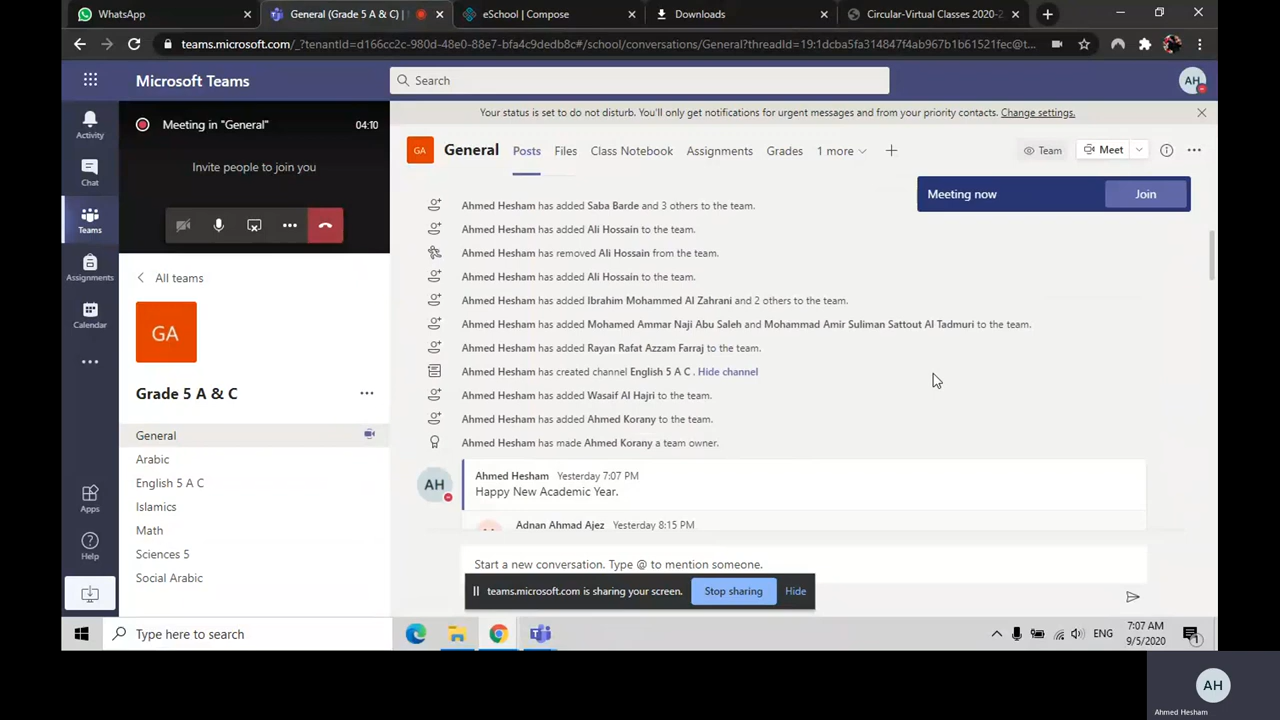 WhatsApp
General (Grade 5 A & C) |
eSchool | Compose
Downloads
Circular-Virtual Classes 2020-2
teams.microsoft.com/_?tenantId=d166cc2c-980d-48e0-88e7-bfa4c9dedb8c#/school/conversations/General?threadId=19:1dcba5fa314847f4ab967b1b61521fec@t...
Microsoft Teams
Search
AH
Your status is set to do not disturb. You'll only get notifications for urgent messages and from your priority contacts. Change settings.
Activity
Chat
Teams
Assignments
Calendar
Apps
Help
Meeting in "General"
04:10
Invite people to join you
All teams
GA
Grade 5 A & C
General
Arabic
English 5 A C
Islamics
Math
Sciences 5
Social Arabic
GA
General
Posts
Files
Class Notebook
Assignments
Grades
1 more
Team
Meet
Meeting now
Join
Ahmed Hesham has added Saba Barde and 3 others to the team.
Ahmed Hesham has added Ali Hossain to the team.
Ahmed Hesham has removed Ali Hossain from the team.
Ahmed Hesham has added Ali Hossain to the team.
Ahmed Hesham has added Ibrahim Mohammed Al Zahrani and 2 others to the team.
Ahmed Hesham has added Mohamed Ammar Naji Abu Saleh and Mohammad Amir Suliman Sattout Al Tadmuri to the team.
Ahmed Hesham has added Rayan Rafat Azzam Farraj to the team.
Ahmed Hesham has created channel English 5 A C . Hide channel
Ahmed Hesham has added Wasaif Al Hajri to the team.
Ahmed Hesham has added Ahmed Korany to the team.
Ahmed Hesham has made Ahmed Korany a team owner.
AH
Ahmed Hesham Yesterday 7:07 PM
Happy New Academic Year.
Adnan Ahmad Ajez Yesterday 8:15 PM
Start a new conversation. Type @ to mention someone.
teams.microsoft.com is sharing your screen.
Stop sharing
Hide
Type here to search
ENG
7:07 AM
9/5/2020
1
AH
Ahmed Hesham